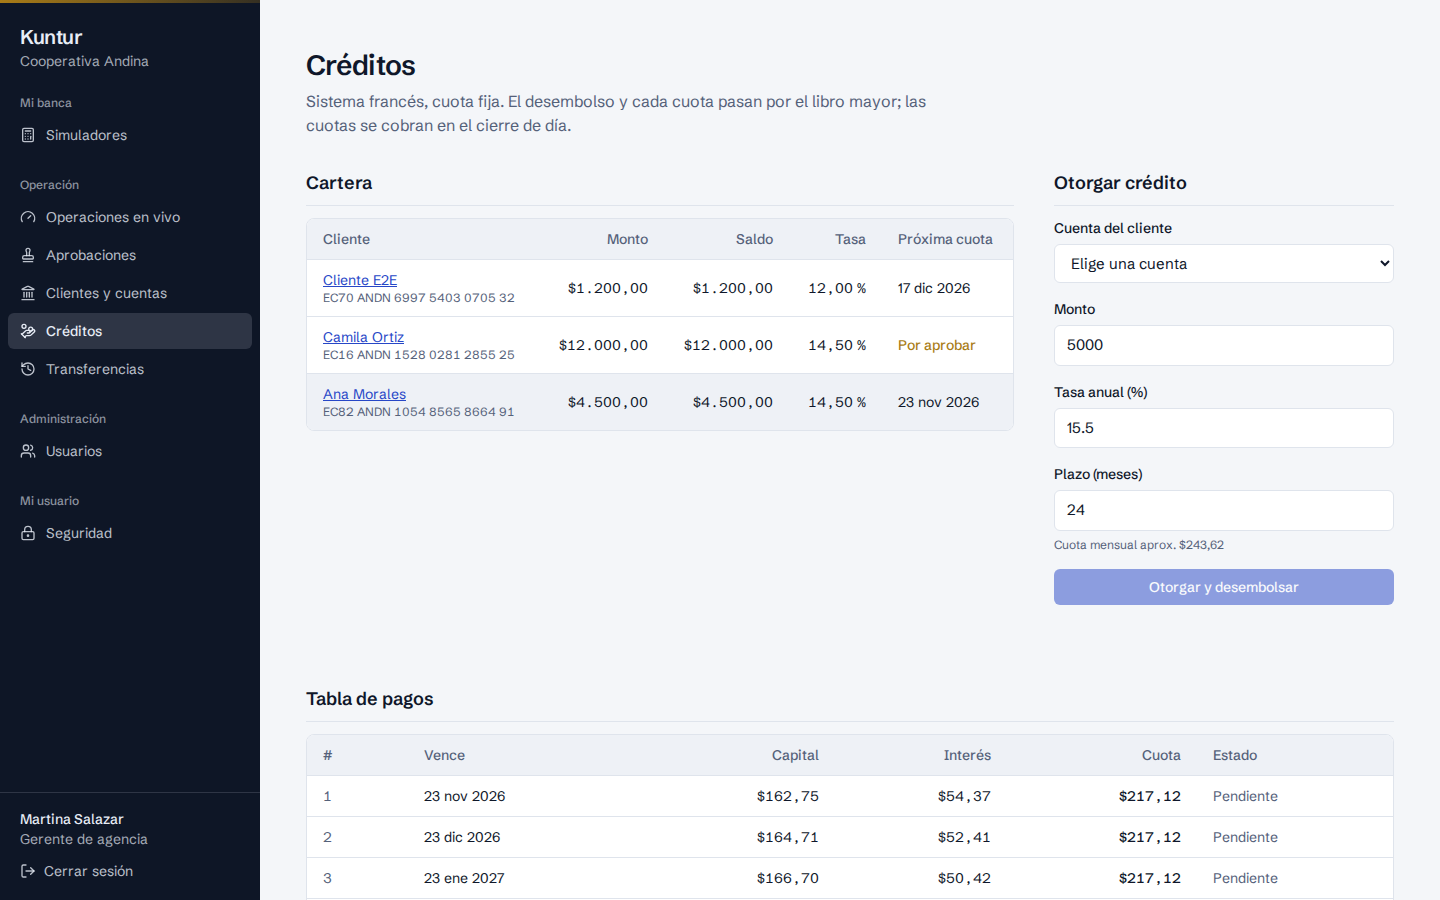 Kuntur
Cooperativa Andina
Mi banca
Simuladores
Operación
Operaciones en vivo
Aprobaciones
Clientes y cuentas
Créditos
Transferencias
Administración
Usuarios
Mi usuario
Seguridad
Martina Salazar
Gerente de agencia
Cerrar sesión
Créditos
Sistema francés, cuota fija. El desembolso y cada cuota pasan por el libro mayor; las
cuotas se cobran en el cierre de día.
Cartera
Cliente Monto Saldo Tasa Próxima cuota
Cliente E2E $1.200,00 $1.200,00 12,00 % 17 dic 2026
EC70 ANDN 6997 5403 0705 32
Camila Ortiz $12.000,00 $12.000,00 14,50 % Por aprobar
EC16 ANDN 1528 0281 2855 25
Ana Morales $4.500,00 $4.500,00 14,50 % 23 nov 2026
EC82 ANDN 1054 8565 8664 91
Otorgar crédito
Cuenta del cliente
Elige una cuenta
Monto
5000
Tasa anual (%)
15.5
Plazo (meses)
24
Cuota mensual aprox. $243,62
Otorgar y desembolsar
Tabla de pagos
# Vence Capital Interés Cuota Estado
1 23 nov 2026 $162,75 $54,37 $217,12 Pendiente
2 23 dic 2026 $164,71 $52,41 $217,12 Pendiente
3 23 ene 2027 $166,70 $50,42 $217,12 Pendiente